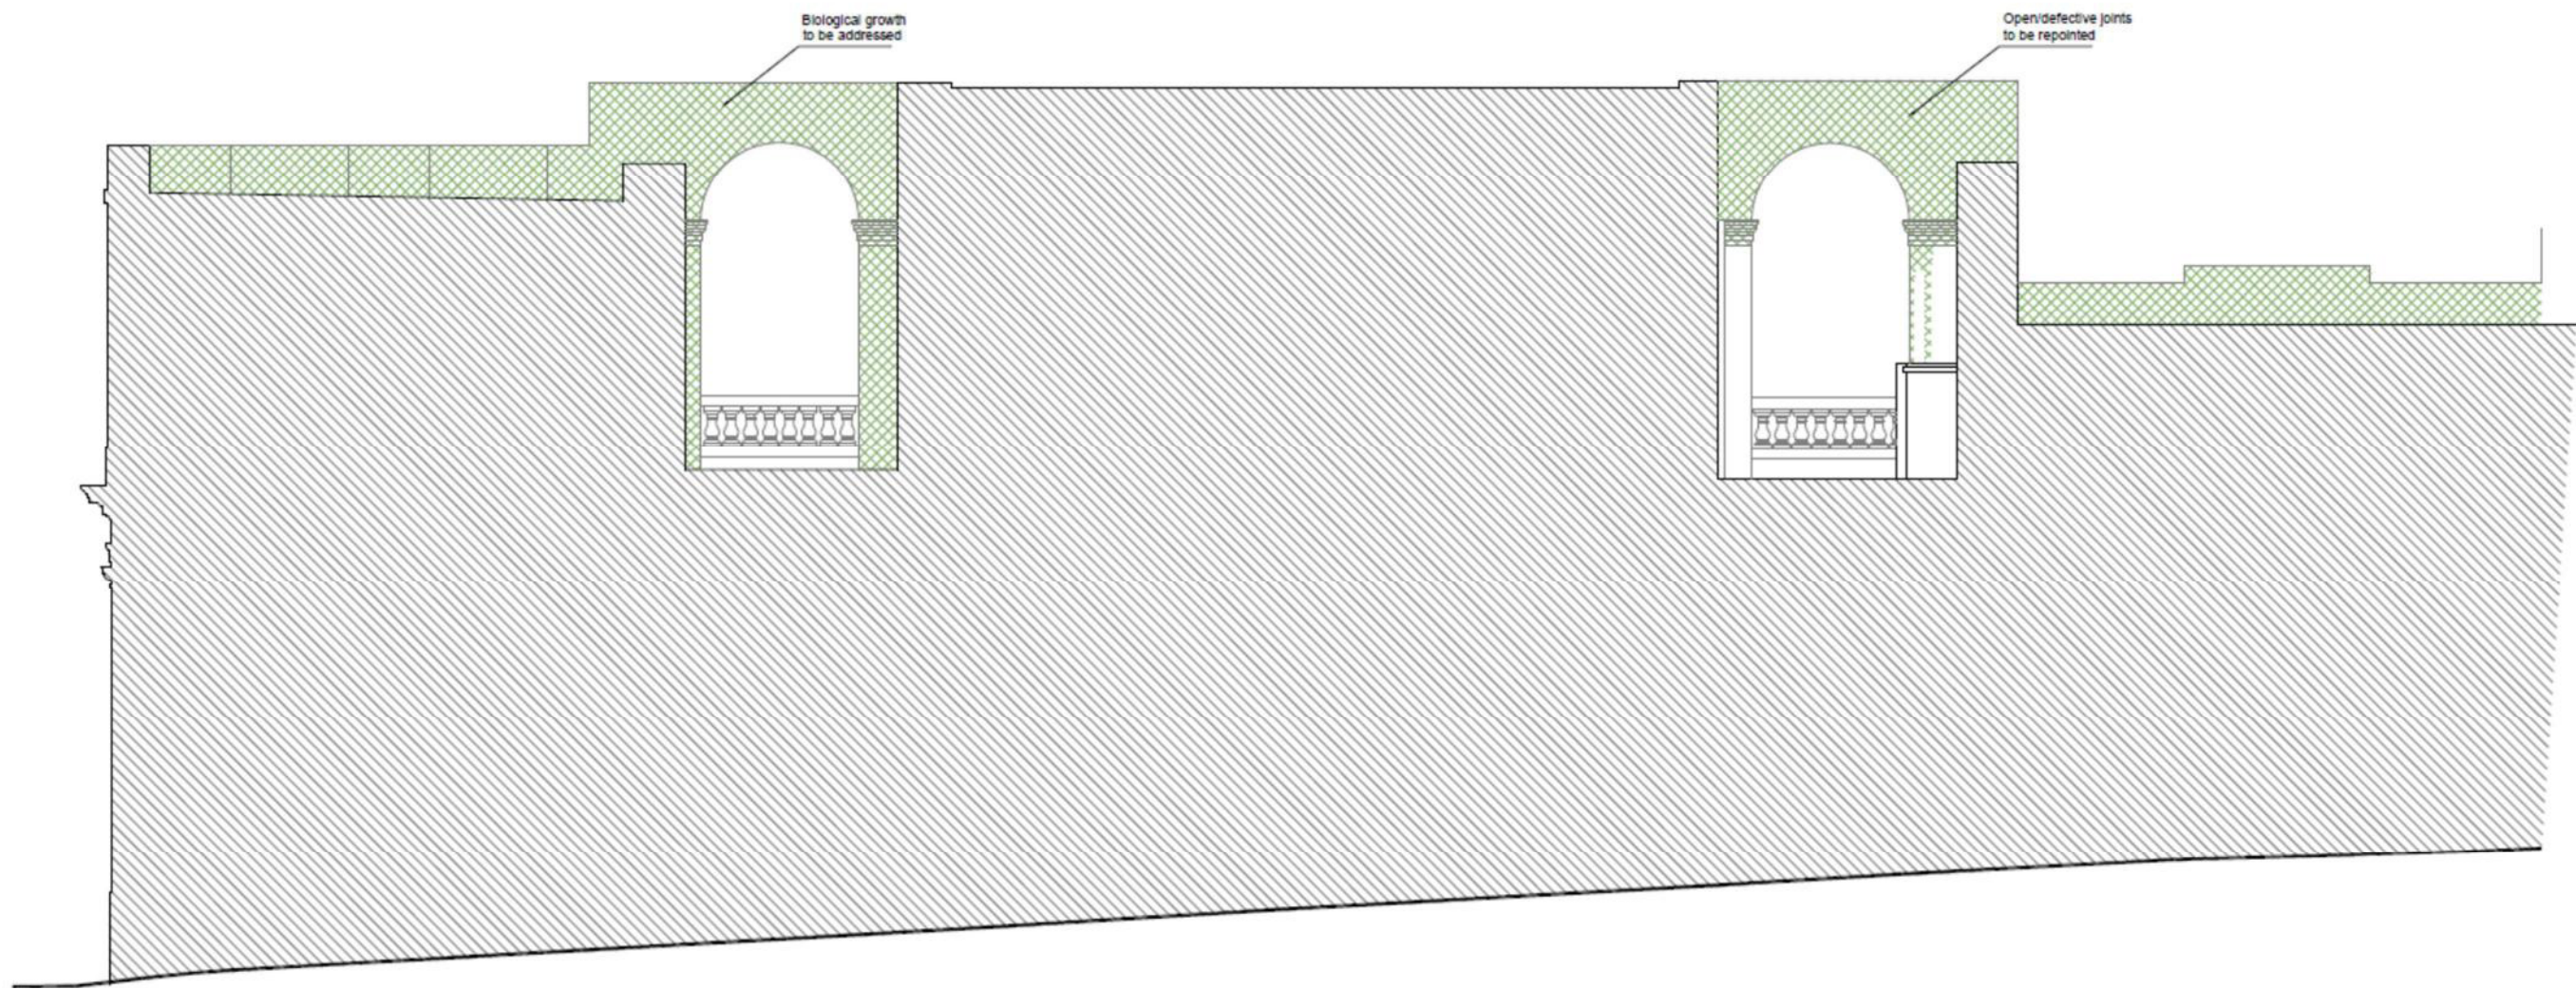 Biological growth
to be addressed
Open/defective joints
to be repointed